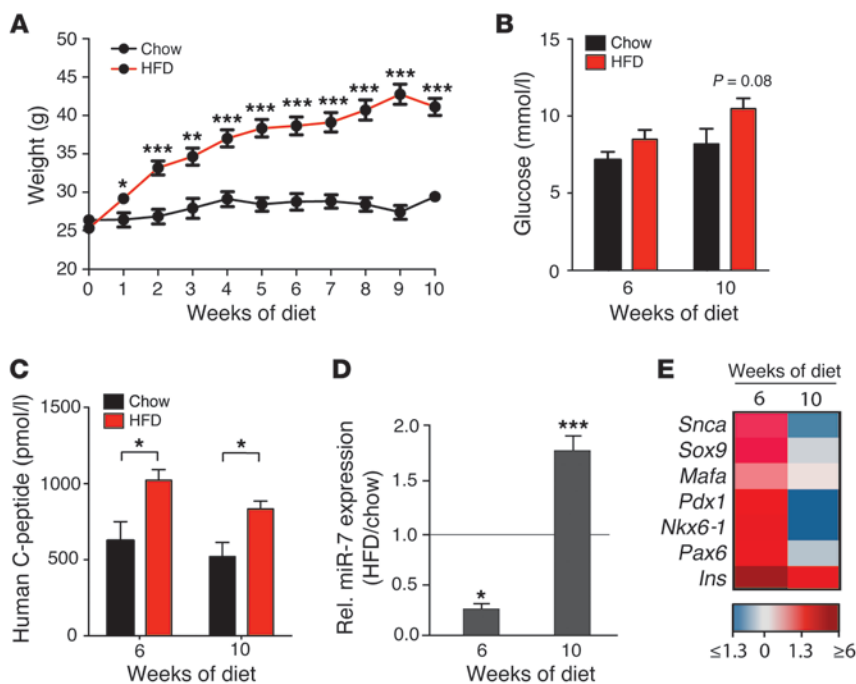 A
Chow
HFD
Weight (g)
50
45
40
35
30
25
20
*
***
**
***
***
***
***
***
***
***
0 1 2 3 4 5 6 7 8 9 10
Weeks of diet
B
Chow
HFD
Glucose (mmol/l)
15
10
5
0
P = 0.08
6 10
Weeks of diet
C
Chow
HFD
Human C-peptide (pmol/l)
1500
1000
500
0
* *
6 10
Weeks of diet
D
Rel. miR-7 expression
(HFD/chow)
2.0
1.5
1.0
0.5
0.0
*
***
6 10
Weeks of diet
E
Weeks of diet
6 10
Snca
Sox9
Mafa
Pdx1
Nkx6-1
Pax6
Ins
≤1.3 0 1.3 ≥6